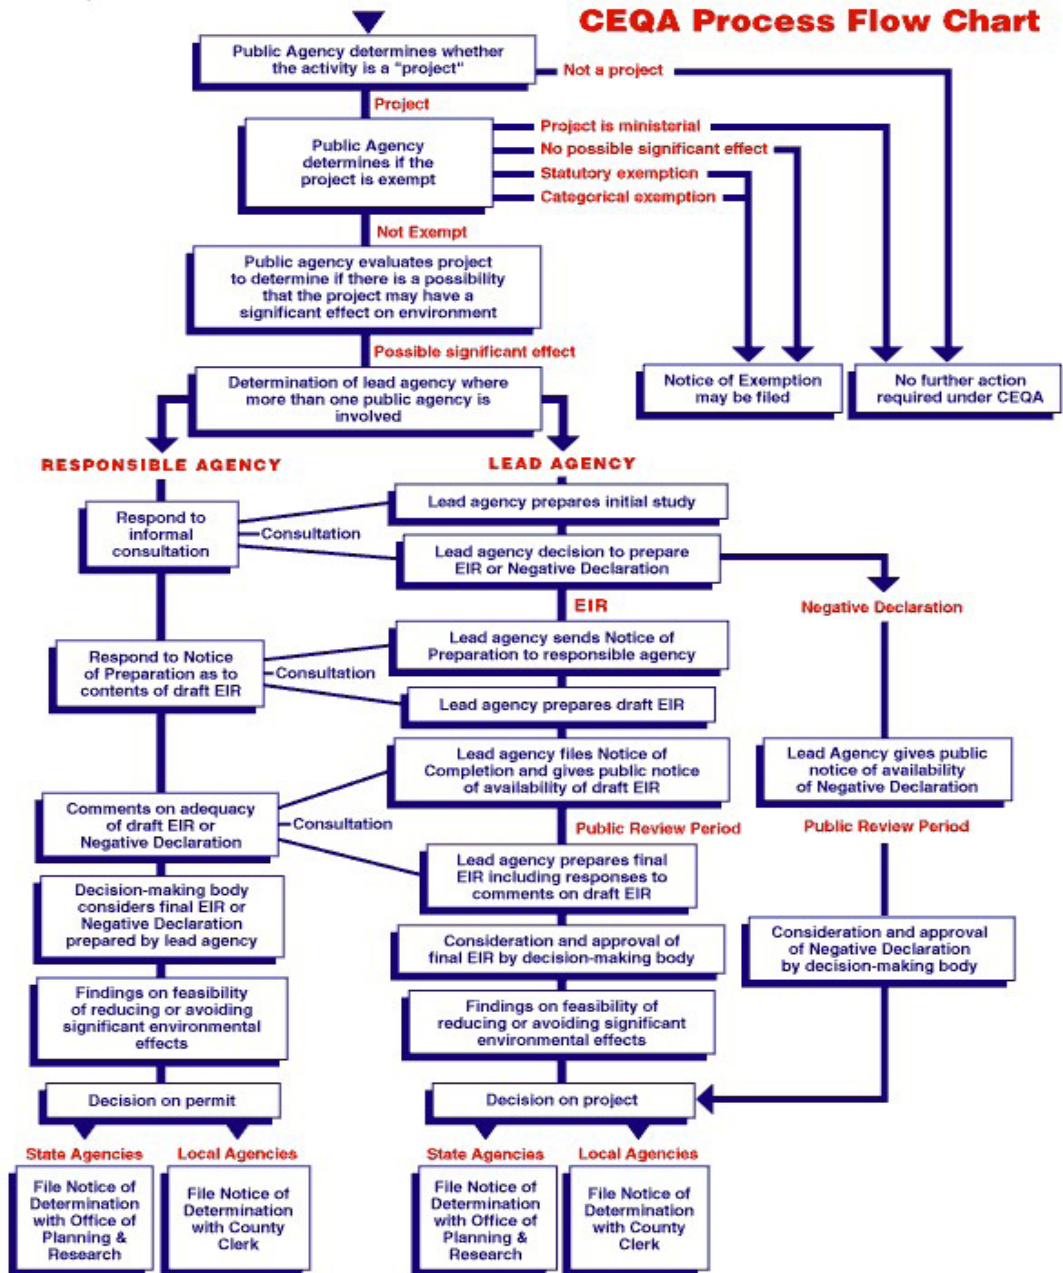 CEQA Process Flow Chart
Public Agency determines whether
the activity is a "project"
Not a project
Project
Public Agency
determines if the
project is exempt
Project is ministerial
No possible significant effect
Statutory exemption
Categorical exemption
Not Exempt
Public agency evaluates project
to determine if there is a possibility
that the project may have a
significant effect on environment
Possible significant effect
Determination of lead agency where
more than one public agency is
involved
Notice of Exemption
may be filed
No further action
required under CEQA
RESPONSIBLE AGENCY
LEAD AGENCY
Respond to
informal
consultation
Consultation
Lead agency prepares initial study
Lead agency decision to prepare
EIR or Negative Declaration
EIR
Negative Declaration
Respond to Notice
of Preparation as to
contents of draft EIR
Consultation
Lead agency sends Notice of
Preparation to responsible agency
Lead agency prepares draft EIR
Lead agency files Notice of
Completion and gives public notice
of availability of draft EIR
Lead Agency gives public
notice of availability
of Negative Declaration
Comments on adequacy
of draft EIR or
Negative Declaration
Consultation
Public Review Period
Public Review Period
Lead agency prepares final
EIR including responses to
comments on draft EIR
Decision-making body
considers final EIR or
Negative Declaration
prepared by lead agency
Consideration and approval of
final EIR by decision-making body
Consideration and approval
of Negative Declaration
by decision-making body
Findings on feasibility
of reducing or avoiding
significant environmental
effects
Findings on feasibility of
reducing or avoiding significant
environmental effects
Decision on permit
Decision on project
State Agencies
Local Agencies
State Agencies
Local Agencies
File Notice of
Determination
with Office of
Planning &
Research
File Notice of
Determination
with County
Clerk
File Notice of
Determination
with Office of
Planning &
Research
File Notice of
Determination
with County
Clerk